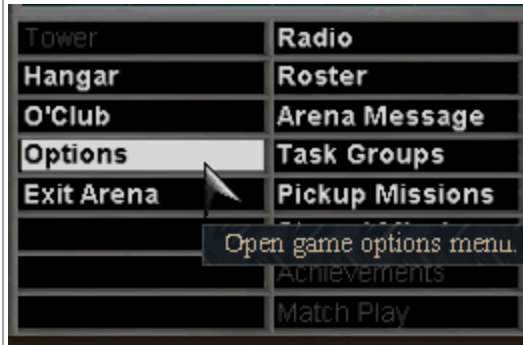 Tower
Radio
Hangar
Roster
O'Club
Arena Message
Options
Task Groups
Exit Arena
Pickup Missions
Open game options menu.
Achievements
Match Play